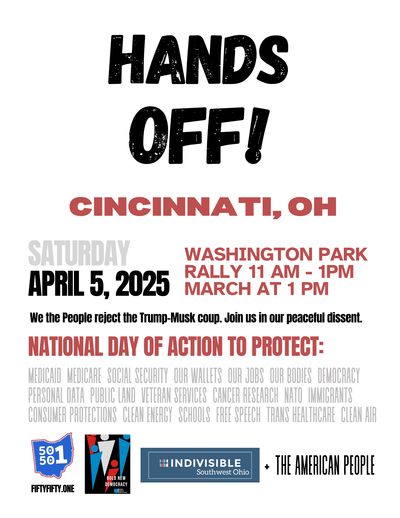 HANDS
OFF!
CINCINNATI, OH
SATURDAY
APRIL 5, 2025
WASHINGTON PARK
RALLY 11 AM - 1PM
MARCH AT 1 PM
We the People reject the Trump-Musk coup. Join us in our peaceful dissent.
NATIONAL DAY OF ACTION TO PROTECT:
MEDICAID MEDICARE SOCIAL SECURITY OUR WALLETS OUR JOBS OUR BODIES DEMOCRACY
PERSONAL DATA PUBLIC LAND VETERAN SERVICES CANCER RESEARCH NATO IMMIGRANTS
CONSUMER PROTECTIONS CLEAN ENERGY SCHOOLS FREE SPEECH TRANS HEALTHCARE CLEAN AIR
50
50
1
FIFTYFIFTY.ONE
BOLD NEW
DEMOCRACY
INDIVISIBLE
Southwest Ohio
+ THE AMERICAN PEOPLE